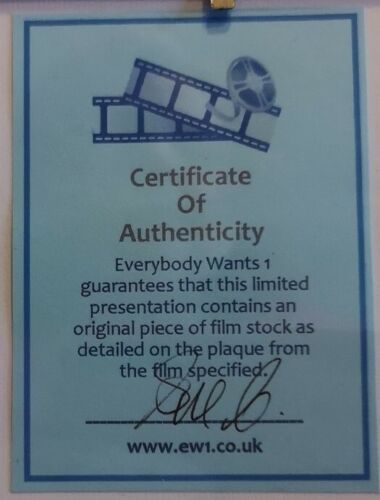 Certificate
Of
Authenticity
Everybody Wants 1
guarantees that this limited
presentation contains an
original piece of film stock as
detailed on the plaque from
the film specified.
www.ew1.co.uk